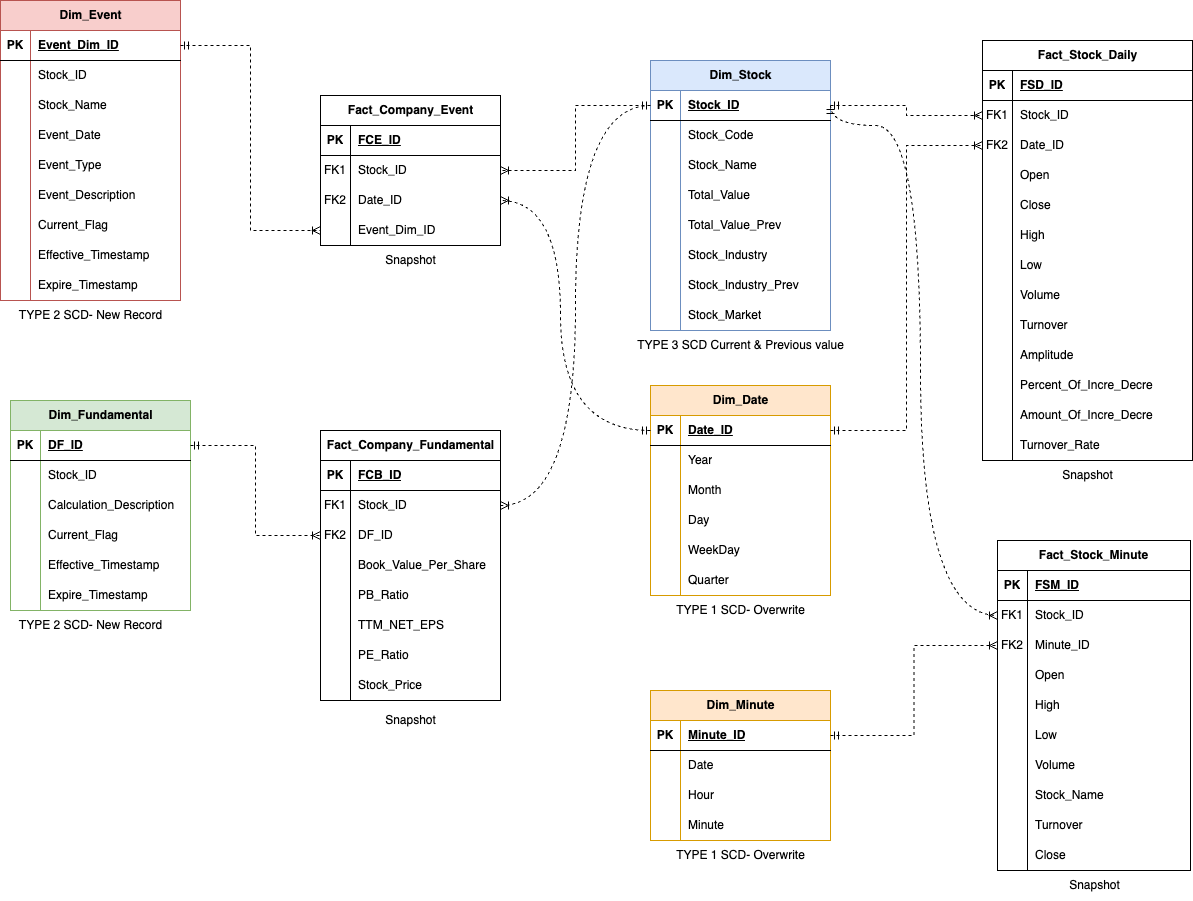 Dim_Event
PK Event_Dim_ID
Stock_ID
Stock_Name
Event_Date
Event_Type
Event_Description
Current_Flag
Effective_Timestamp
Expire_Timestamp
TYPE 2 SCD- New Record
Fact_Company_Event
PK FCE_ID
FK1 Stock_ID
FK2 Date_ID
Event_Dim_ID
Snapshot
Dim_Stock
PK Stock_ID
Stock_Code
Stock_Name
Total_Value
Total_Value_Prev
Stock_Industry
Stock_Industry_Prev
Stock_Market
TYPE 3 SCD Current & Previous value
Fact_Stock_Daily
PK FSD_ID
FK1 Stock_ID
FK2 Date_ID
Open
Close
High
Low
Volume
Turnover
Amplitude
Percent_Of_Incre_Decre
Amount_Of_Incre_Decre
Turnover_Rate
Snapshot
Dim_Fundamental
PK DF_ID
Stock_ID
Calculation_Description
Current_Flag
Effective_Timestamp
Expire_Timestamp
TYPE 2 SCD- New Record
Fact_Company_Fundamental
PK FCB_ID
FK1 Stock_ID
FK2 DF_ID
Book_Value_Per_Share
PB_Ratio
TTM_NET_EPS
PE_Ratio
Stock_Price
Snapshot
Dim_Date
PK Date_ID
Year
Month
Day
WeekDay
Quarter
TYPE 1 SCD- Overwrite
Dim_Minute
PK Minute_ID
Date
Hour
Minute
TYPE 1 SCD- Overwrite
Fact_Stock_Minute
PK FSM_ID
FK1 Stock_ID
FK2 Minute_ID
Open
High
Low
Volume
Stock_Name
Turnover
Close
Snapshot